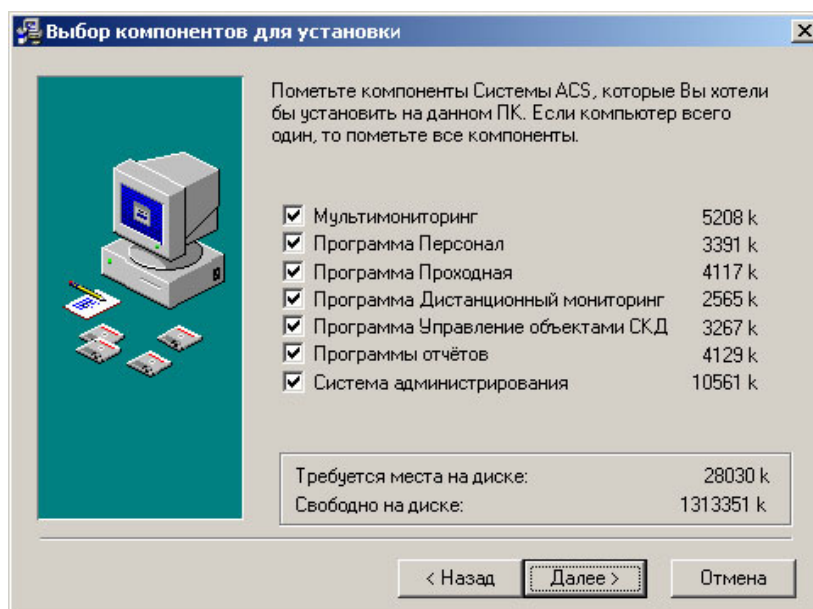 Выбор компонентов для установки
Пометьте компоненты Системы ACS, которые Вы хотели
бы установить на данном ПК. Если компьютер всего
один, то пометьте все компоненты.
Мультимониторинг 5208 k
Программа Персонал 3391 k
Программа Проходная 4117 k
Программа Дистанционный мониторинг 2565 k
Программа Управление объектами СКД 3267 k
Программы отчётов 4129 k
Система администрирования 10561 k
Требуется места на диске: 28030 k
Свободно на диске: 1313351 k
< Назад Далее > Отмена